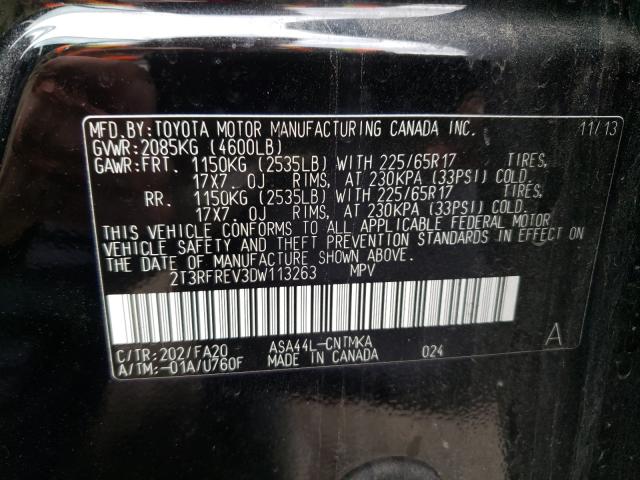 MFD.BY:TOYOTA MOTOR MANUFACTURING CANADA INC. 11/13
GVWR:2085KG (4600LB)
GAWR:FRT. 1150KG (2535LB) WITH 225/65R17 TIRES,
17X7.0J RIMS, AT 230KPA (33PSI) COLD.
RR. 1150KG (2535LB) WITH 225/65R17 TIRES,
17X7.0J RIMS, AT 230KPA (33PSI) COLD.
THIS VEHICLE CONFORMS TO ALL APPLICABLE FEDERAL MOTOR
VEHICLE SAFETY AND THEFT PREVENTION STANDARDS IN EFFECT ON
THE DATE OF MANUFACTURE SHOWN ABOVE.
2T3RFREV3DW113263 MPV
C/TR:202/FA20 ASA44L-CNTMKA A
A/TM:-01A/U760F MADE IN CANADA 024